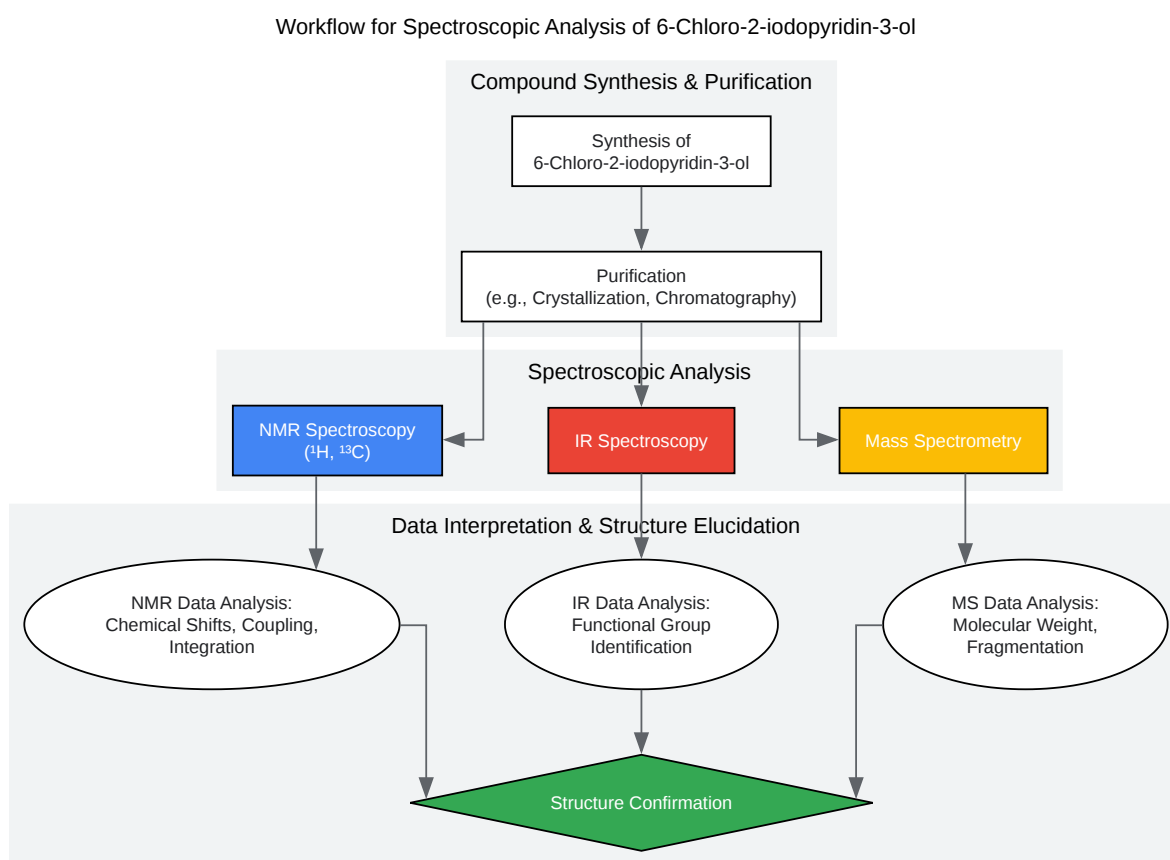 Workflow for Spectroscopic Analysis of 6-Chloro-2-iodopyridin-3-ol
Compound Synthesis & Purification
Synthesis of
6-Chloro-2-iodopyridin-3-ol
Purification
(e.g., Crystallization, Chromatography)
Spectroscopic Analysis
NMR Spectroscopy
(¹H, ¹³C)
IR Spectroscopy
Mass Spectrometry
Data Interpretation & Structure Elucidation
NMR Data Analysis:
Chemical Shifts, Coupling,
Integration
IR Data Analysis:
Functional Group
Identification
MS Data Analysis:
Molecular Weight,
Fragmentation
Structure Confirmation